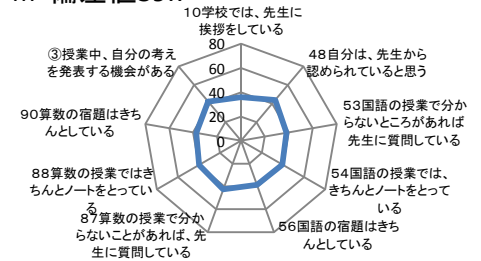 10学校では、先生に
挨拶をしている
48自分は、先生から
認められていると思う
53国語の授業で分か
らないところがあれば
先生に質問している
54国語の授業では、
きちんとノートをとって
いる
56国語の宿題はきち
んとしている
87算数の授業で分か
らないことがあれば、先
生に質問している
88算数の授業ではき
ちんとノートをとってい
る
90算数の宿題はきち
んとしている
③授業中、自分の考え
を発表する機会がある
80
60
40
20
0